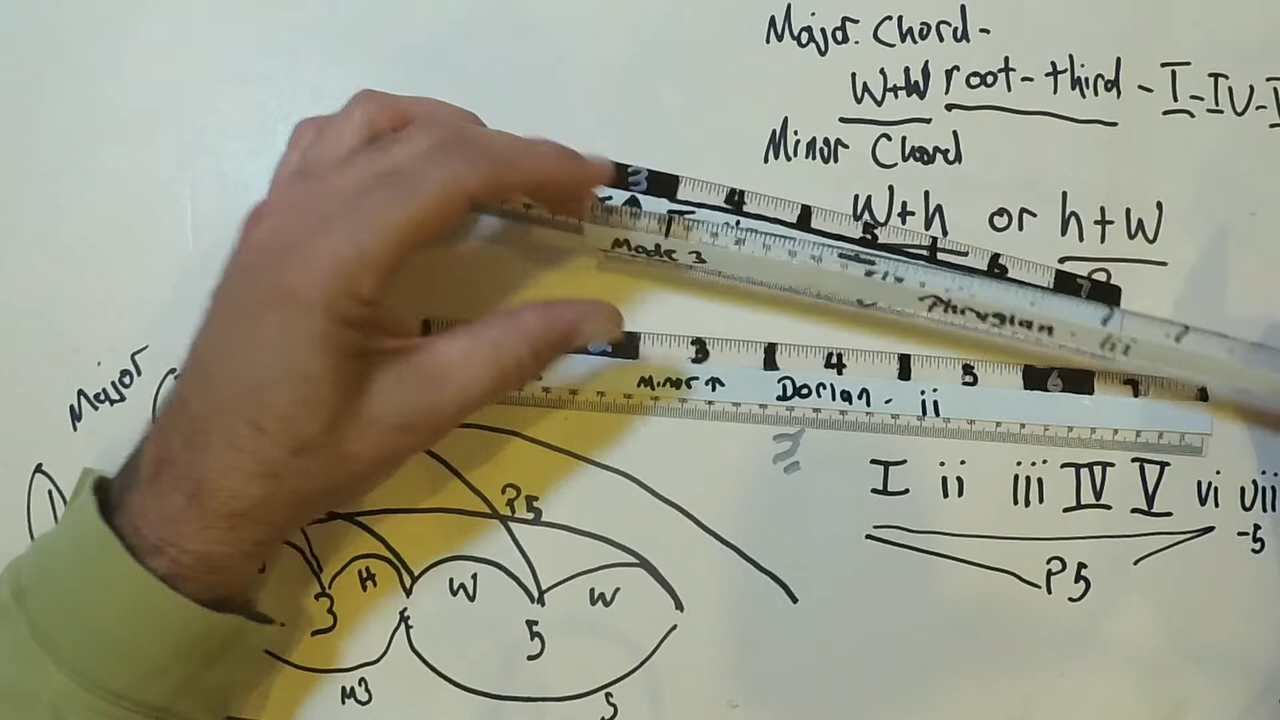 Major. Chord-
W+W root-third - I-IV-
Minor Chord
W+h or h+W
3 4 5 6 7
Mode 3 Phrygian - iii
3 4 5 6 7
Minor ↑ Dorian - ii
Major
I ii iii IV V vi vii
-5
P5
P5
H W W
3 5
M3